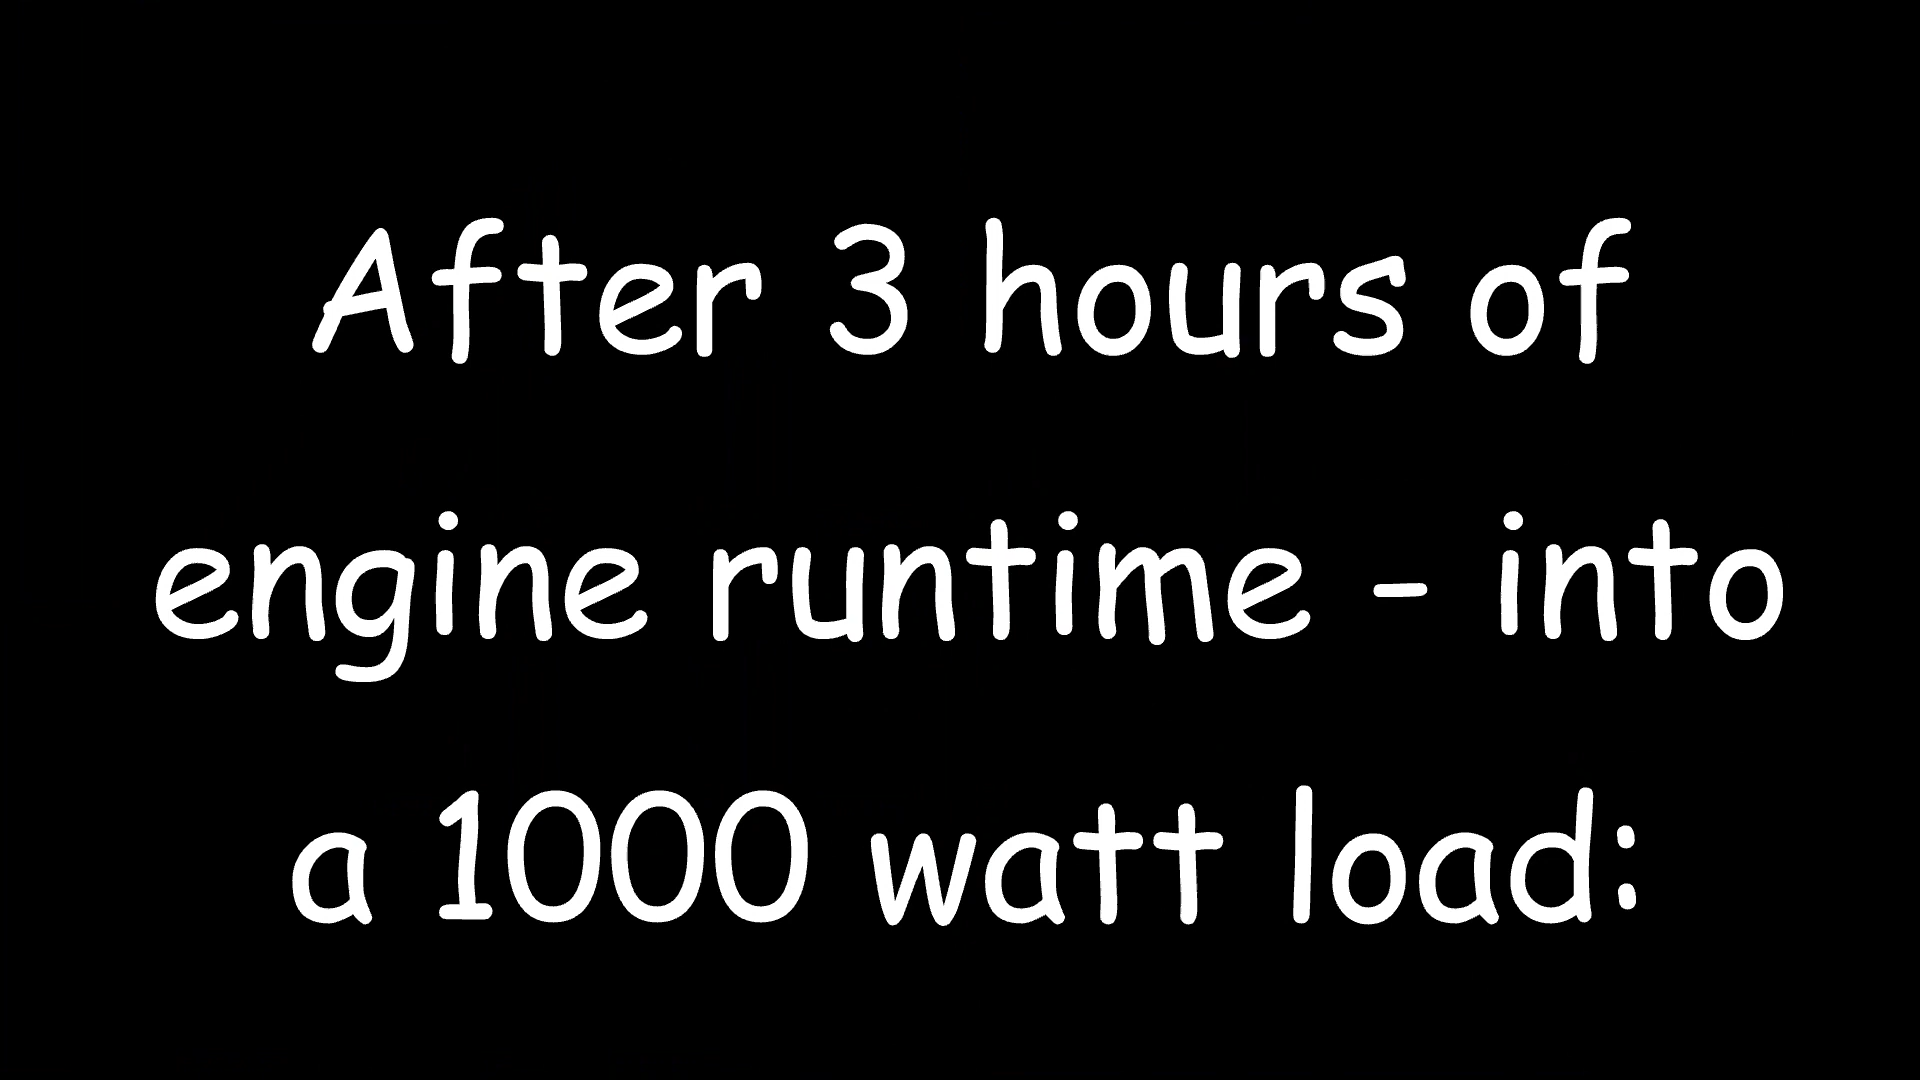 After 3 hours of
engine runtime - into
a 1000 watt load: